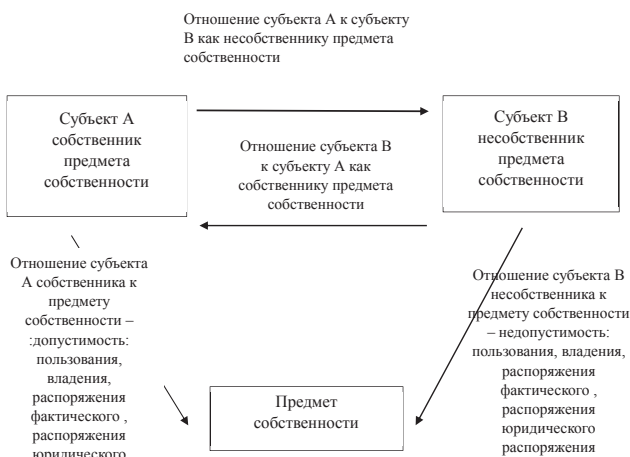 Отношение субъекта А к субъекту
В как несобственнику предмета
собственности
Субъект А
собственник
предмета
собственности
Отношение субъекта В
к субъекту А как
собственнику предмета
собственности
Субъект В
несобственник
предмета
собственности
Отношение субъекта
А собственника к
предмету
собственности –
:допустимость:
пользования,
владения,
распоряжения
фактического ,
распоряжения
юридического
Предмет
собственности
Отношение субъекта В
несобственника к
предмету собственности
– недопустимость:
пользования, владения,
распоряжения
фактического ,
распоряжения
юридического
распоряжения